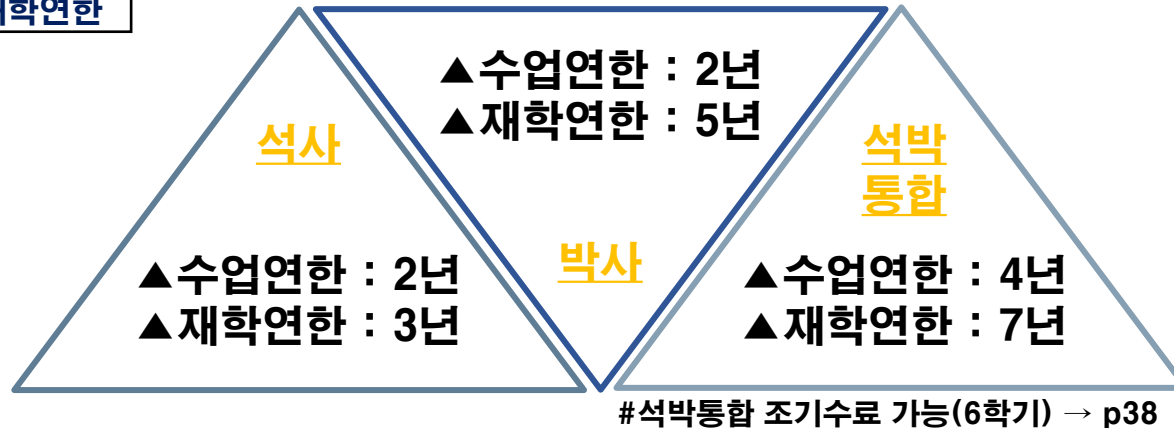 재학연한
석사
▲수업연한 : 2년
▲재학연한 : 3년
▲수업연한 : 2년
▲재학연한 : 5년
박사
석박
통합
▲수업연한 : 4년
▲재학연한 : 7년
#석박통합 조기수료 가능(6학기) → p38